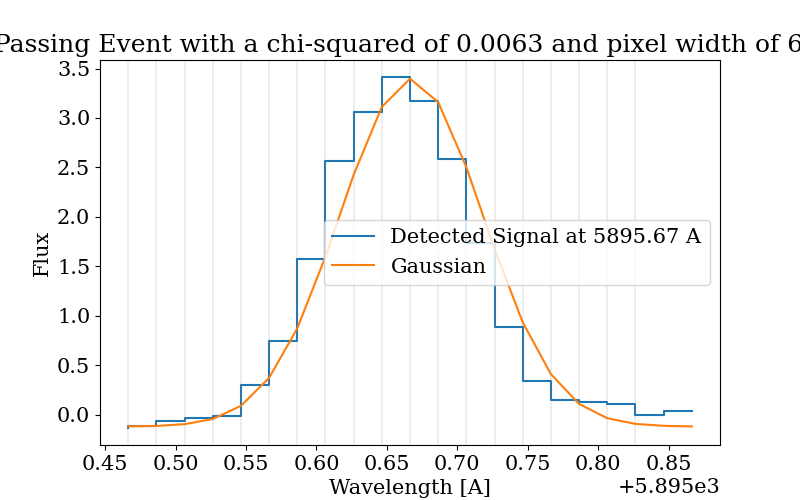 Passing Event with a chi-squared of 0.0063 and pixel width of 6
3.5
3.0
2.5
2.0
1.5
1.0
0.5
0.0
Flux
Detected Signal at 5895.67 A
Gaussian
0.45 0.50 0.55 0.60 0.65 0.70 0.75 0.80 0.85
Wavelength [A]
+5.895e3